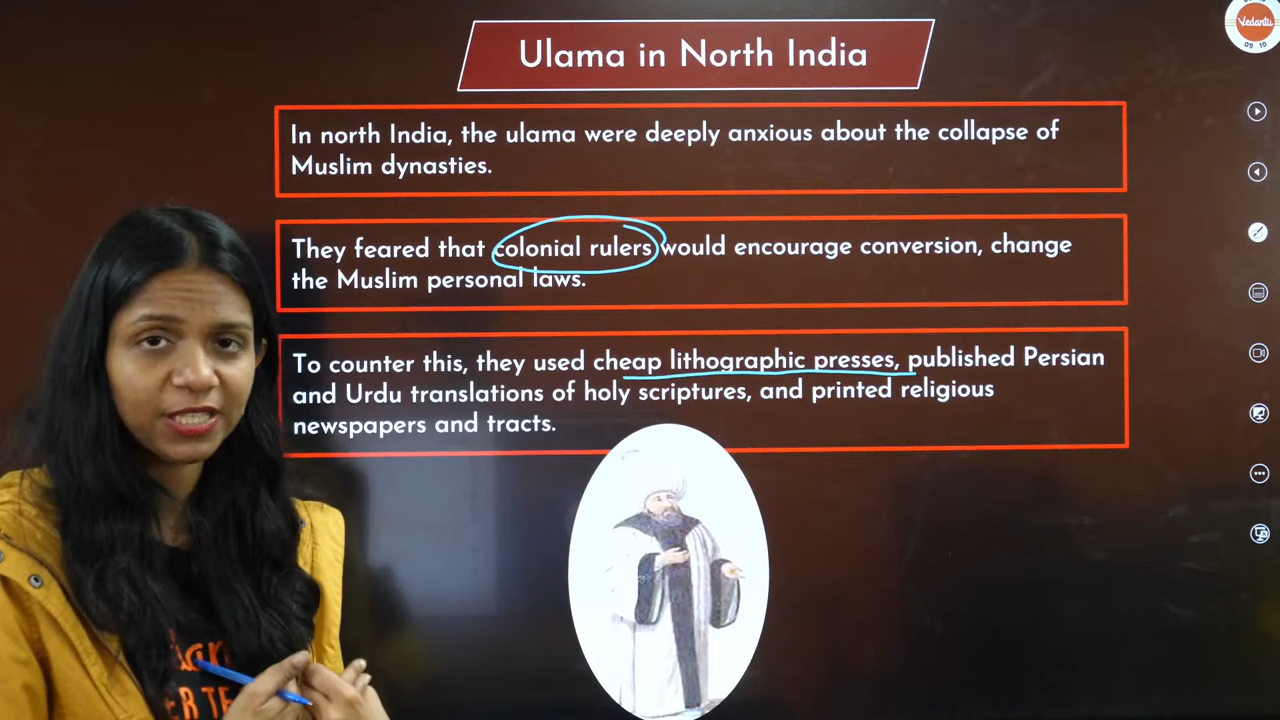 Ulama in North India
Vedantu
09 10
In north India, the ulama were deeply anxious about the collapse of
Muslim dynasties.
They feared that colonial rulers would encourage conversion, change
the Muslim personal laws.
To counter this, they used cheap lithographic presses, published Persian
and Urdu translations of holy scriptures, and printed religious
newspapers and tracts.